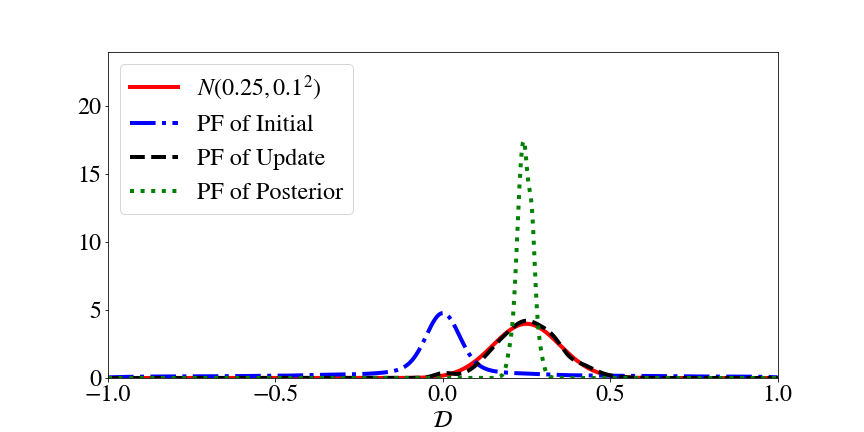 20
15
10
5
0
N(0.25, 0.1²)
PF of Initial
PF of Update
PF of Posterior
−1.0 −0.5 0.0 0.5 1.0
𝒟